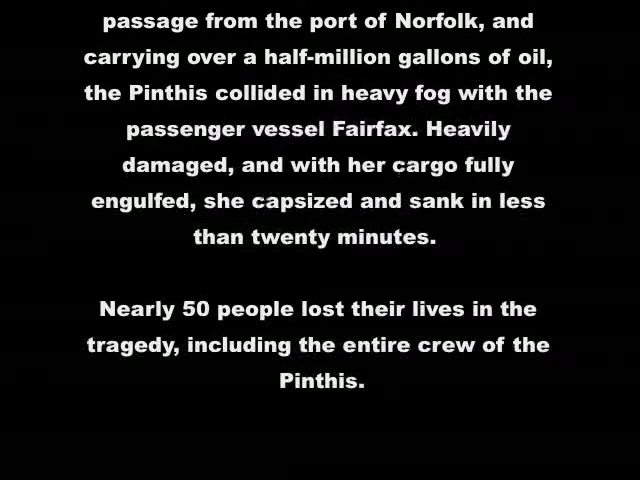 passage from the port of Norfolk, and
carrying over a half-million gallons of oil,
the Pinthis collided in heavy fog with the
passenger vessel Fairfax. Heavily
damaged, and with her cargo fully
engulfed, she capsized and sank in less
than twenty minutes.
Nearly 50 people lost their lives in the
tragedy, including the entire crew of the
Pinthis.